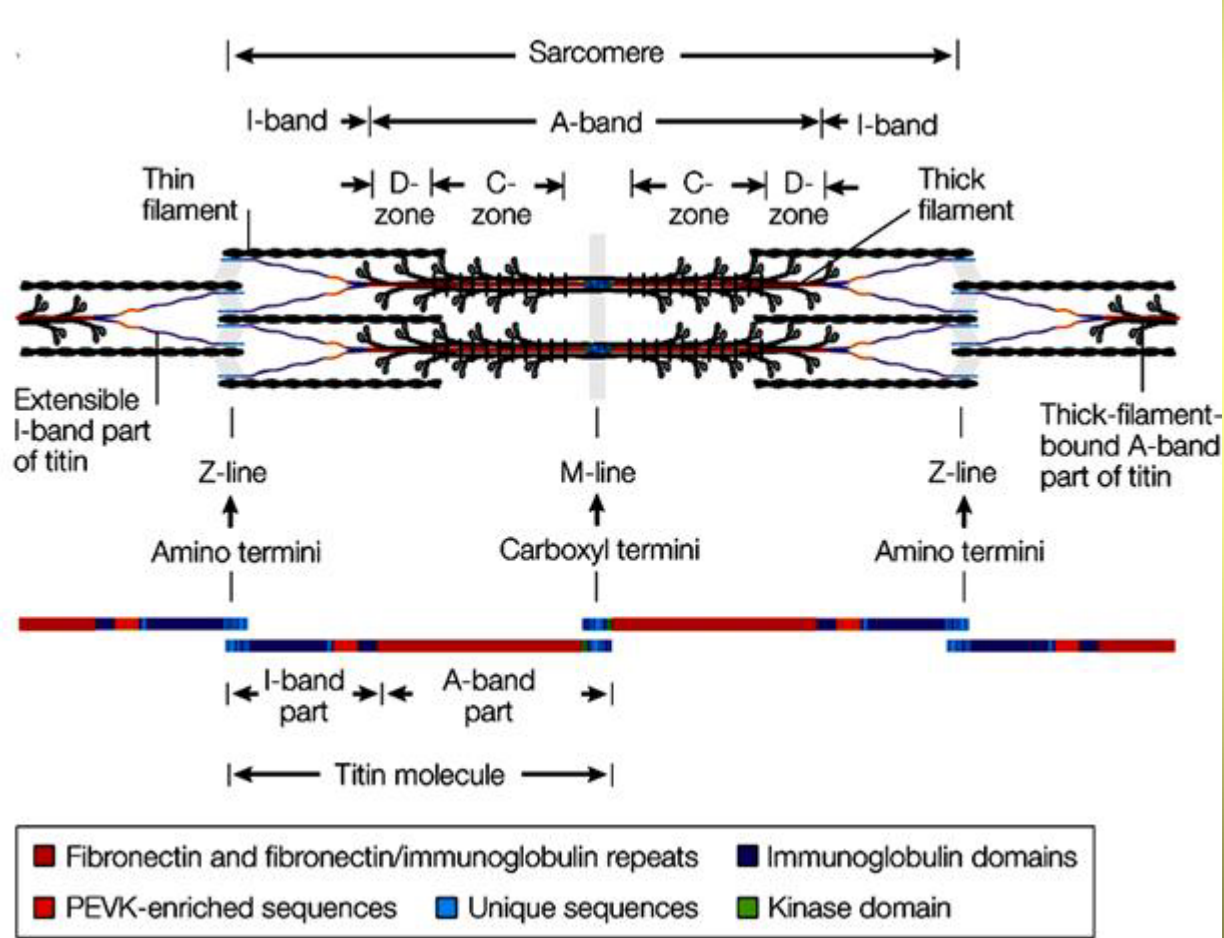 Sarcomere
I-band
A-band
I-band
Thin
filament
D-
zone
C-
zone
C-
zone
D-
zone
Thick
filament
Extensible
I-band part
of titin
Z-line
M-line
Z-line
Thick-filament-
bound A-band
part of titin
Amino termini
Carboxyl termini
Amino termini
I-band
part
A-band
part
Titin molecule
Fibronectin and fibronectin/immunoglobulin repeats
Immunoglobulin domains
PEVK-enriched sequences
Unique sequences
Kinase domain